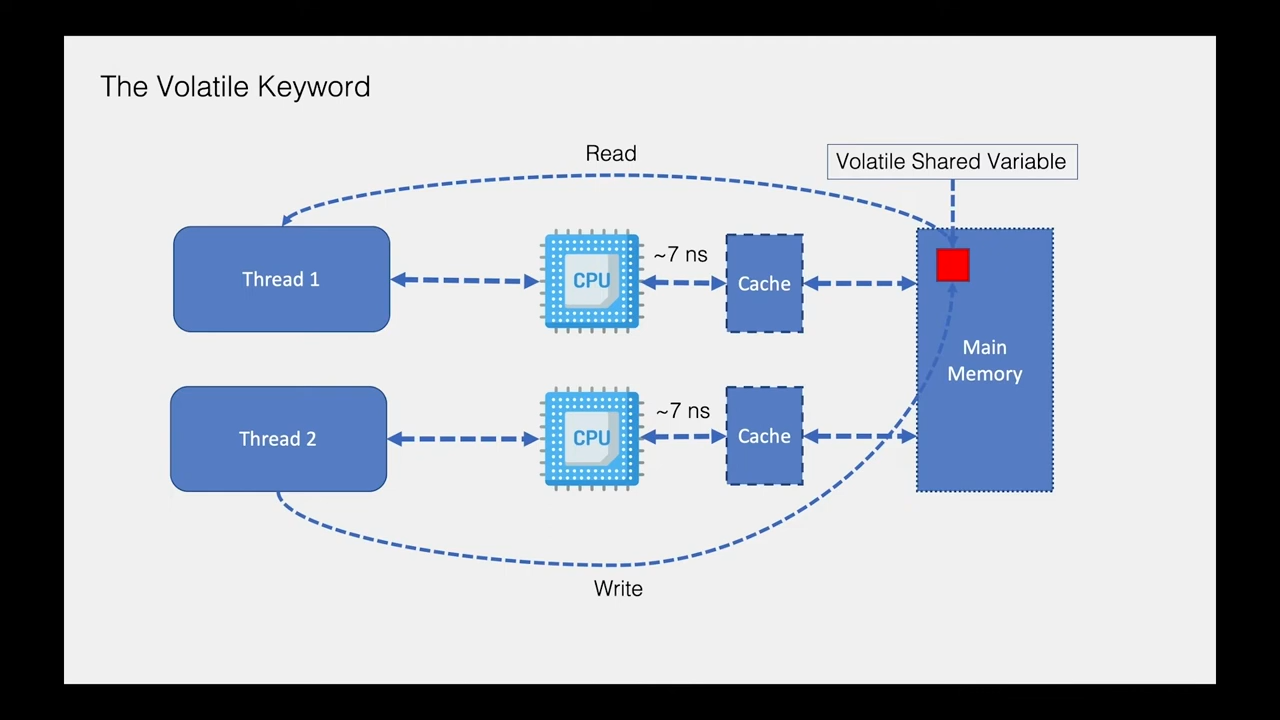 The Volatile Keyword
Read
Volatile Shared Variable
Thread 1
CPU
~7 ns
Cache
Main
Memory
Thread 2
CPU
~7 ns
Cache
Write